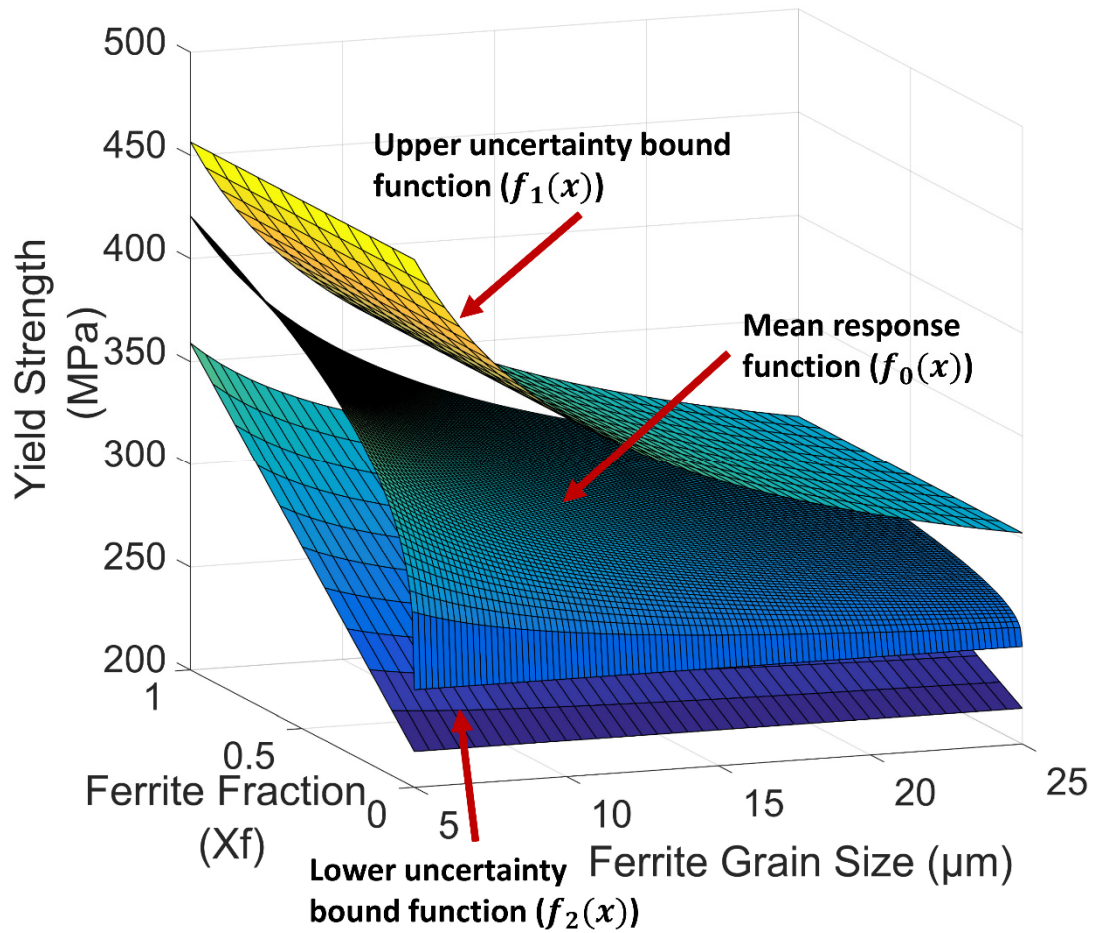 500
450
400
350
300
250
200
Yield Strength
(MPa)
Upper uncertainty bound
function (f₁(x))
Mean response
function (f₀(x))
1
0.5
0
Ferrite Fraction
(Xf)
5
10
15
20
25
Ferrite Grain Size (μm)
Lower uncertainty
bound function (f₂(x))